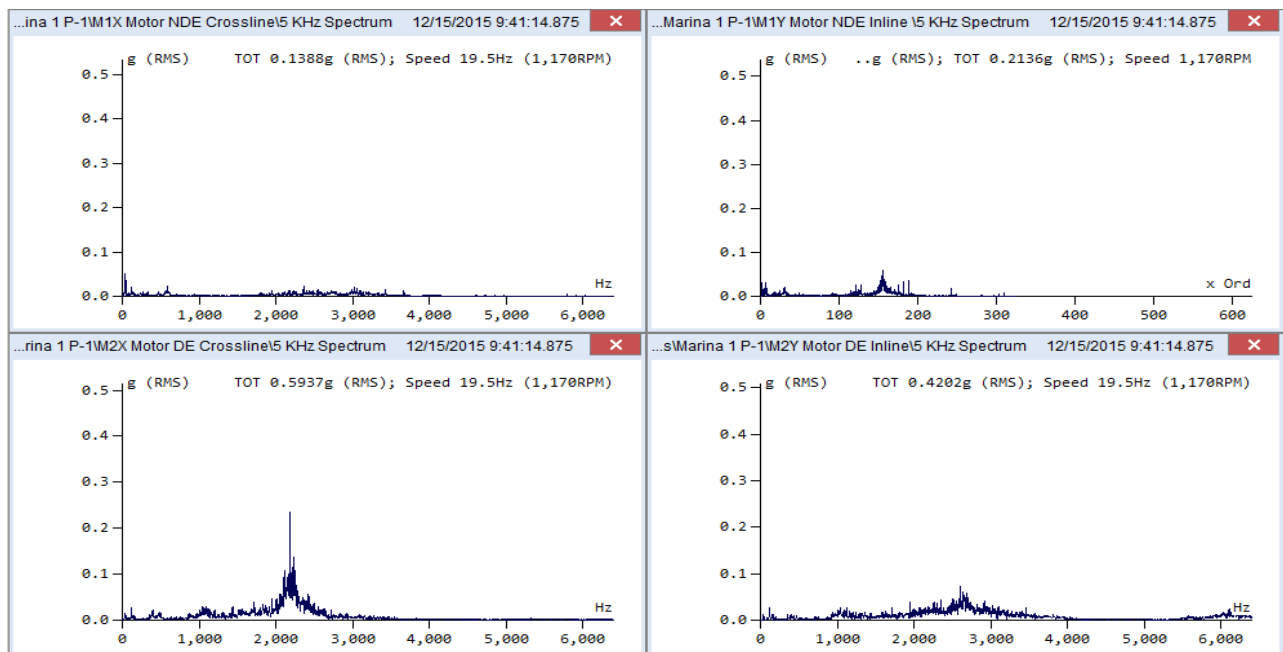 ...ina 1 P-1\M1X Motor NDE Crossline\5 KHz Spectrum 12/15/2015 9:41:14.875
g (RMS) TOT 0.1388g (RMS); Speed 19.5Hz (1,170RPM)
0.5
0.4
0.3
0.2
0.1
0.0
Hz
0 1,000 2,000 3,000 4,000 5,000 6,000
...Marina 1 P-1\M1Y Motor NDE Inline \5 KHz Spectrum 12/15/2015 9:41:14.875
g (RMS) ..g (RMS); TOT 0.2136g (RMS); Speed 1,170RPM
0.5
0.4
0.3
0.2
0.1
0.0
x Ord
0 100 200 300 400 500 600
...rina 1 P-1\M2X Motor DE Crossline\5 KHz Spectrum 12/15/2015 9:41:14.875
g (RMS) TOT 0.5937g (RMS); Speed 19.5Hz (1,170RPM)
0.5
0.4
0.3
0.2
0.1
0.0
Hz
0 1,000 2,000 3,000 4,000 5,000 6,000
...s\Marina 1 P-1\M2Y Motor DE Inline\5 KHz Spectrum 12/15/2015 9:41:14.875
g (RMS) TOT 0.4202g (RMS); Speed 19.5Hz (1,170RPM)
0.5
0.4
0.3
0.2
0.1
0.0
Hz
0 1,000 2,000 3,000 4,000 5,000 6,000